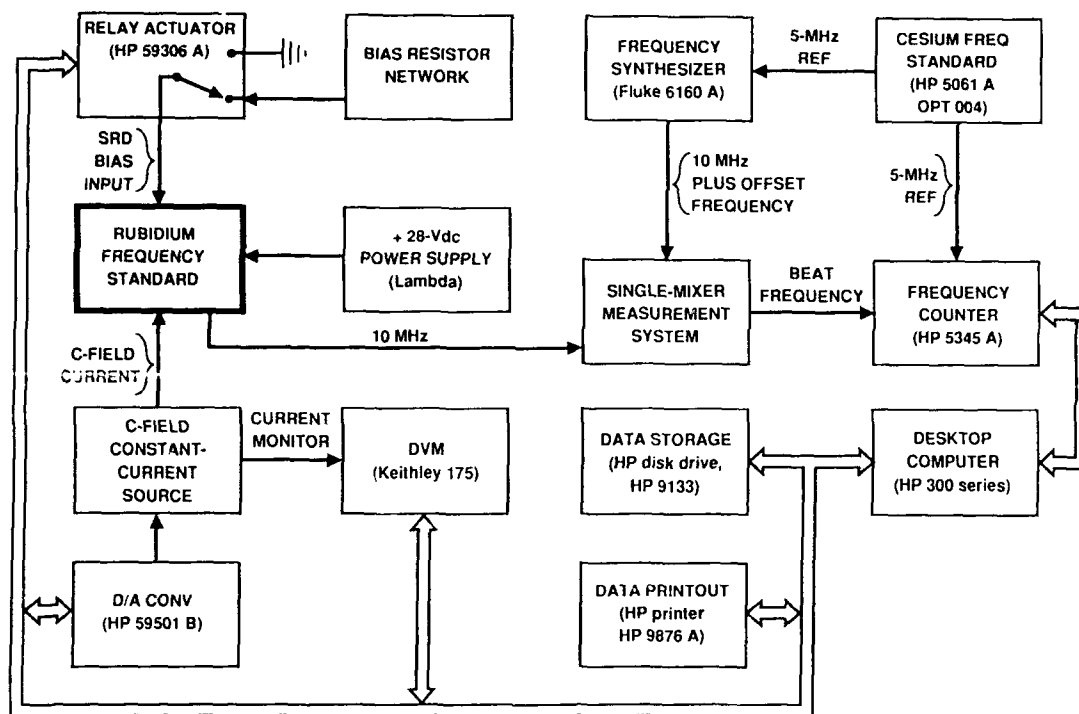 RELAY ACTUATOR
(HP 59306 A)
BIAS RESISTOR
NETWORK
FREQUENCY
SYNTHESIZER
(Fluke 6160 A)
5-MHz
REF
CESIUM FREQ
STANDARD
(HP 5061 A
OPT 004)
SRD
BIAS
INPUT
10 MHz
PLUS OFFSET
FREQUENCY
5-MHz
REF
RUBIDIUM
FREQUENCY
STANDARD
+ 28-Vdc
POWER SUPPLY
(Lambda)
SINGLE-MIXER
MEASUREMENT
SYSTEM
BEAT
FREQUENCY
FREQUENCY
COUNTER
(HP 5345 A)
10 MHz
C-FIELD
CURRENT
C-FIELD
CONSTANT-
CURRENT
SOURCE
CURRENT
MONITOR
DVM
(Keithley 175)
DATA STORAGE
(HP disk drive,
HP 9133)
DESKTOP
COMPUTER
(HP 300 series)
D/A CONV
(HP 59501 B)
DATA PRINTOUT
(HP printer
HP 9876 A)